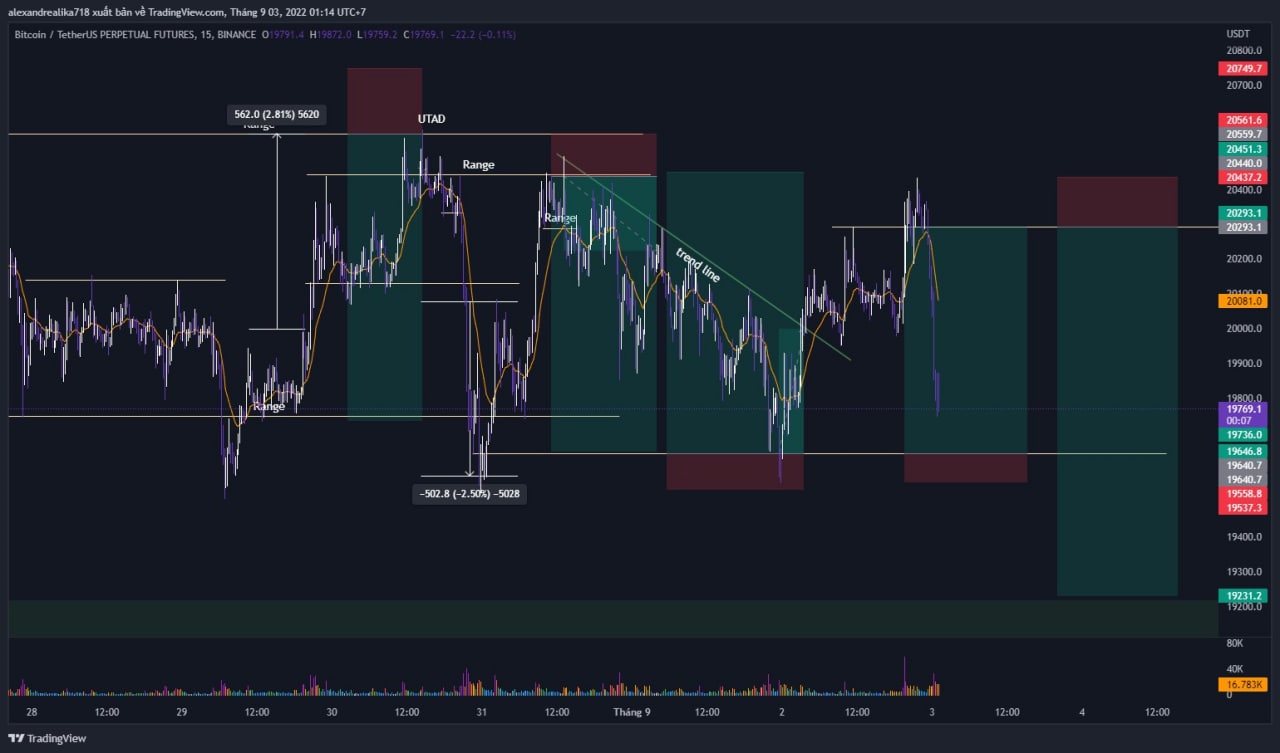 alexandrealika718 xuất bản về TradingView.com, Tháng 9 03, 2022 01:14 UTC+7
Bitcoin / TetherUS PERPETUAL FUTURES, 15, BINANCE O19791.4 H19872.0 L19759.2 C19769.1 −22.2 (−0.11%)
USDT
20800.0
20749.7
20700.0
562.0 (2.81%) 5620
Range
UTAD
20561.6
20559.7
20451.3
20440.0
20437.2
20400.0
Range
Range
20293.1
20293.1
trend line
20200.0
20100.0
20081.0
20000.0
19900.0
19800.0
Range
19769.1
00:07
19736.0
19646.8
19640.7
19640.7
−502.8 (−2.50%) −5028
19558.8
19537.3
19400.0
19300.0
19231.2
19200.0
80K
40K
16.783K
0
28 12:00 29 12:00 30 12:00 31 12:00 Tháng 9 12:00 2 12:00 3 12:00 4 12:00
TradingView